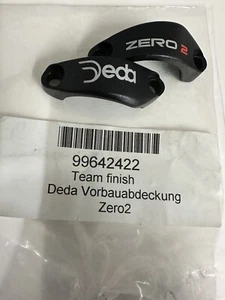 ZERO 2
Deda
99642422
Team finish
Deda Vorbauabdeckung
Zero2